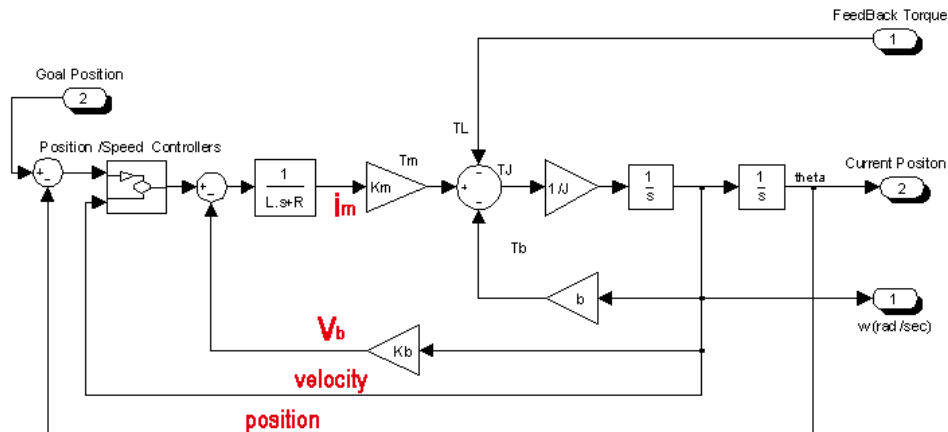 FeedBack Torque
1
Goal Position
2
Position /Speed Controllers
TL
Tm
TJ
Current Positon
+
-
+
-
1
L.s+R
Km
+
-
-
1/J
1
s
1
s
theta
2
im
Tb
b
1
w(rad/sec)
Vb
Kb
velocity
position